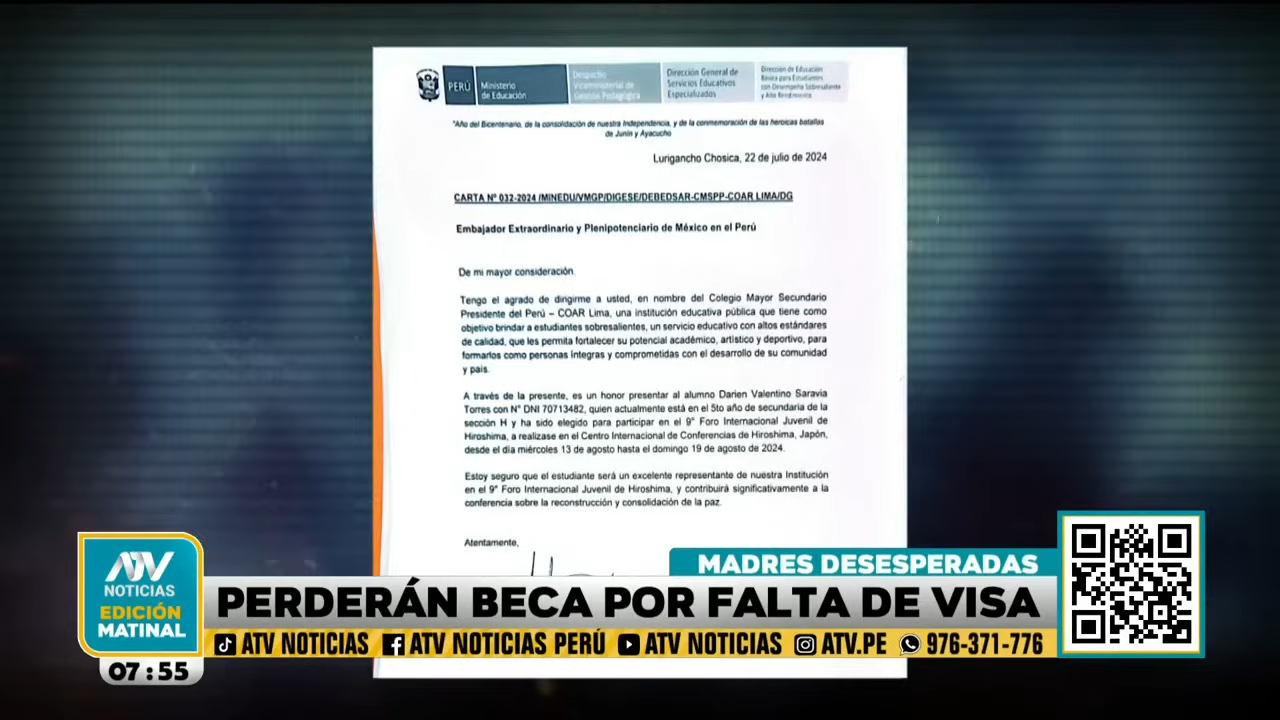 PERÚ
Ministerio
de Educación
Despacho
Viceministerial de
Gestión Pedagógica
Dirección General de
Servicios Educativos
Especializados
Dirección de Educación
Básica para Estudiantes
con Desempeño Sobresaliente
y Alto Rendimiento
"Año del Bicentenario, de la consolidación de nuestra Independencia, y de la conmemoración de las heroicas batallas
de Junín y Ayacucho
Lurigancho Chosica, 22 de julio de 2024
CARTA Nº 032-2024 /MINEDU/VMGP/DIGESE/DEBEDSAR-CMSPP-COAR LIMA/DG
Embajador Extraordinario y Plenipotenciario de México en el Perú
De mi mayor consideración.
Tengo el agrado de dirigirme a usted, en nombre del Colegio Mayor Secundario
Presidente del Perú – COAR Lima, una institución educativa pública que tiene como
objetivo brindar a estudiantes sobresalientes, un servicio educativo con altos estándares
de calidad, que les permita fortalecer su potencial académico, artístico y deportivo, para
formarlos como personas íntegras y comprometidas con el desarrollo de su comunidad
y país.
A través de la presente, es un honor presentar al alumno Darien Valentino Saravia
Torres con N° DNI 70713482, quien actualmente está en el 5to año de secundaria de la
sección H y ha sido elegido para participar en el 9° Foro Internacional Juvenil de
Hiroshima, a realizase en el Centro Internacional de Conferencias de Hiroshima, Japón,
desde el día miércoles 13 de agosto hasta el domingo 19 de agosto de 2024.
Estoy seguro que el estudiante será un excelente representante de nuestra Institución
en el 9° Foro Internacional Juvenil de Hiroshima, y contribuirá significativamente a la
conferencia sobre la reconstrucción y consolidación de la paz.
Atentamente,
MADRES DESESPERADAS
PERDERÁN BECA POR FALTA DE VISA
ATV NOTICIAS
ATV NOTICIAS PERÚ
ATV NOTICIAS
ATV.PE
976-371-776
ATV
NOTICIAS
EDICIÓN
MATINAL
07:55